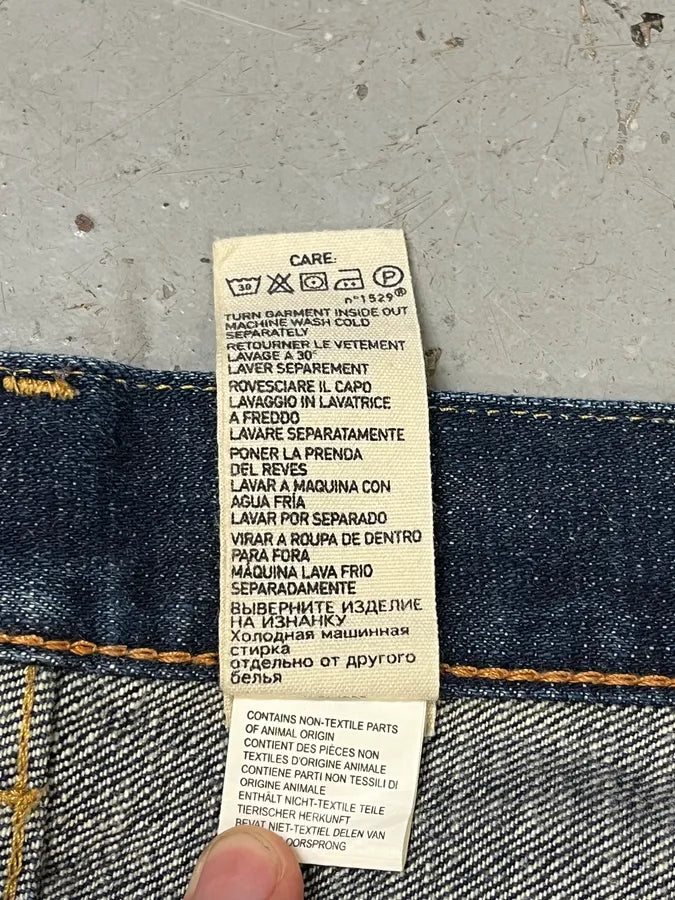 CARE:
30 P
n°1529®
TURN GARMENT INSIDE OUT
MACHINE WASH COLD
SEPARATELY
RETOURNER LE VETEMENT
LAVAGE A 30°
LAVER SEPAREMENT
ROVESCIARE IL CAPO
LAVAGGIO IN LAVATRICE
A FREDDO
LAVARE SEPARATAMENTE
PONER LA PRENDA
DEL REVES
LAVAR A MAQUINA CON
AGUA FRÍA
LAVAR POR SEPARADO
VIRAR A ROUPA DE DENTRO
PARA FORA
MÁQUINA LAVA FRIO
SEPARADAMENTE
ВЫВЕРНИТЕ ИЗДЕЛИЕ
НА ИЗНАНКУ
Холодная машинная
стирка
отдельно от другого
белья
CONTAINS NON-TEXTILE PARTS
OF ANIMAL ORIGIN
CONTIENT DES PIÈCES NON
TEXTILES D'ORIGINE ANIMALE
CONTIENE PARTI NON TESSILI DI
ORIGINE ANIMALE
ENTHÄLT NICHT-TEXTILE TEILE
TIERISCHER HERKUNFT
BEVAT NIET-TEXTIEL DELEN VAN